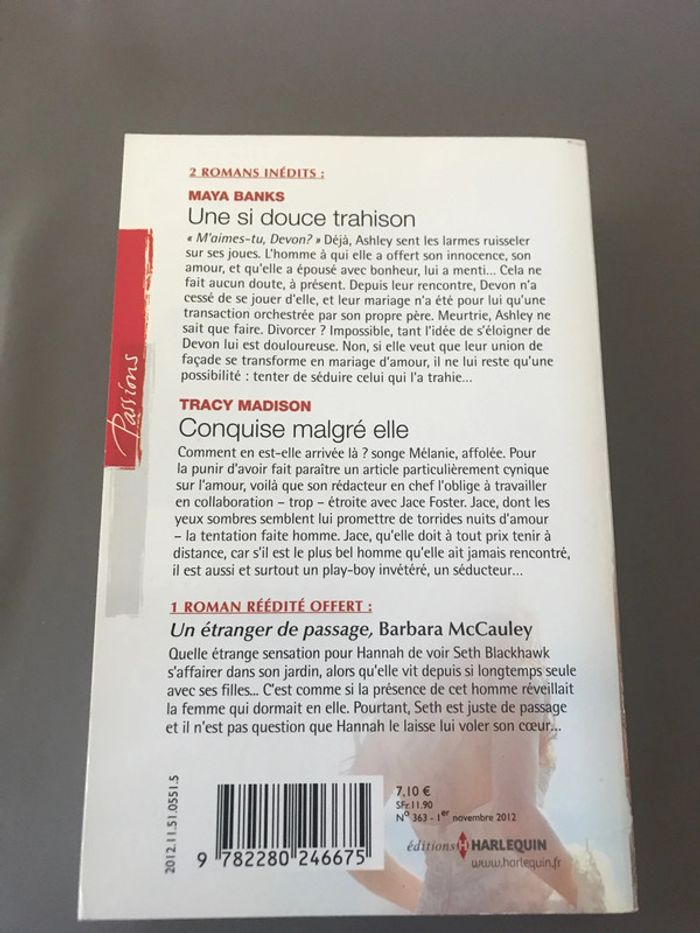 2 ROMANS INÉDITS :
MAYA BANKS
Une si douce trahison
« M'aimes-tu, Devon? » Déjà, Ashley sent les larmes ruisseler
sur ses joues. L'homme à qui elle a offert son innocence, son
amour, et qu'elle a épousé avec bonheur, lui a menti... Cela ne
fait aucun doute, à présent. Depuis leur rencontre, Devon n'a
cessé de se jouer d'elle, et leur mariage n'a été pour lui qu'une
transaction orchestrée par son propre père. Meurtrie, Ashley ne
sait que faire. Divorcer ? Impossible, tant l'idée de s'éloigner de
Devon lui est douloureuse. Non, si elle veut que leur union de
façade se transforme en mariage d'amour, il ne lui reste qu'une
possibilité : tenter de séduire celui qui l'a trahie...
Passions
TRACY MADISON
Conquise malgré elle
Comment en est-elle arrivée là ? songe Mélanie, affolée. Pour
la punir d'avoir fait paraître un article particulièrement cynique
sur l'amour, voilà que son rédacteur en chef l'oblige à travailler
en collaboration – trop – étroite avec Jace Foster. Jace, dont les
yeux sombres semblent lui promettre de torrides nuits d'amour
– la tentation faite homme. Jace, qu'elle doit à tout prix tenir à
distance, car s'il est le plus bel homme qu'elle ait jamais rencontré,
il est aussi et surtout un play-boy invétéré, un séducteur...
1 ROMAN RÉÉDITÉ OFFERT :
Un étranger de passage, Barbara McCauley
Quelle étrange sensation pour Hannah de voir Seth Blackhawk
s'affairer dans son jardin, alors qu'elle vit depuis si longtemps seule
avec ses filles... C'est comme si la présence de cet homme réveillait
la femme qui dormait en elle. Pourtant, Seth est juste de passage
et il n'est pas question que Hannah le laisse lui voler son cœur...
2012.11.51.0551.5
9 782280 246675
7.10 €
SFr.11.90
N° 363 - 1er novembre 2012
éditions H HARLEQUIN
www.harlequin.fr